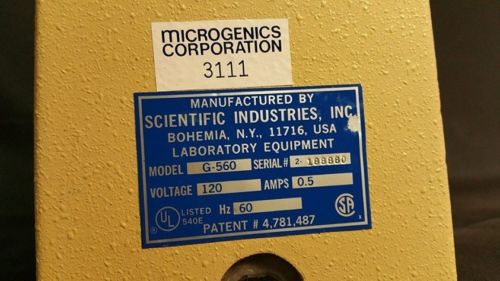 microgenics
CORPORATION
3111
MANUFACTURED BY
SCIENTIFIC INDUSTRIES, INC.
BOHEMIA, N.Y., 11716, USA
LABORATORY EQUIPMENT
MODEL G-560 SERIAL# 2-188880
VOLTAGE 120 AMPS 0.5
UL LISTED 540E Hz 60 SA
PATENT # 4,781,487